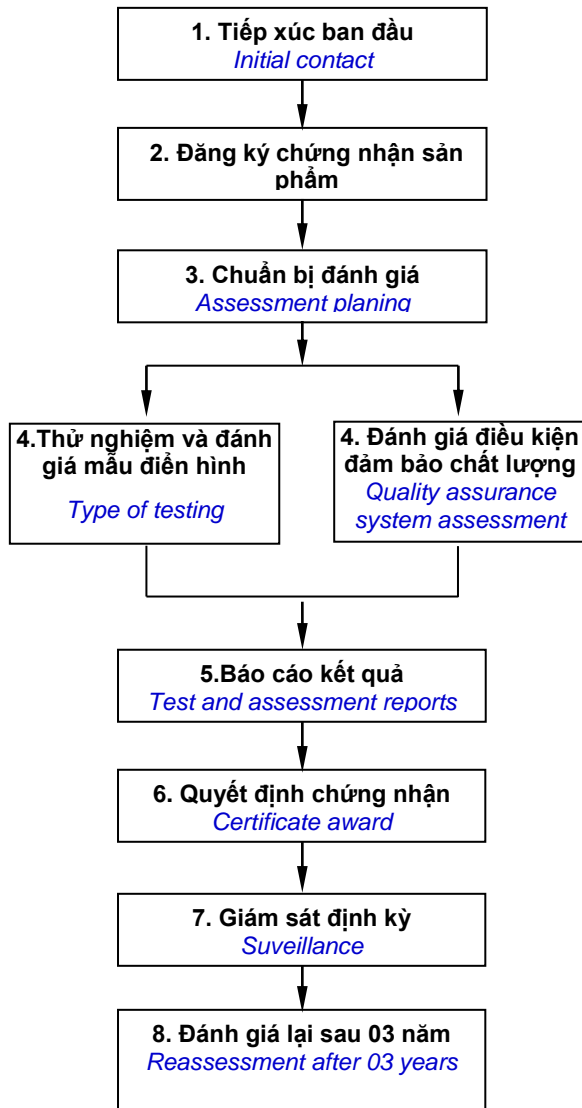 1. Tiếp xúc ban đầu
Initial contact
2. Đăng ký chứng nhận sản
phẩm
3. Chuẩn bị đánh giá
Assessment planing
4.Thử nghiệm và đánh
giá mẫu điển hình
Type of testing
4. Đánh giá điều kiện
đảm bảo chất lượng
Quality assurance
system assessment
5.Báo cáo kết quả
Test and assessment reports
6. Quyết định chứng nhận
Certificate award
7. Giám sát định kỳ
Suveillance
8. Đánh giá lại sau 03 năm
Reassessment after 03 years